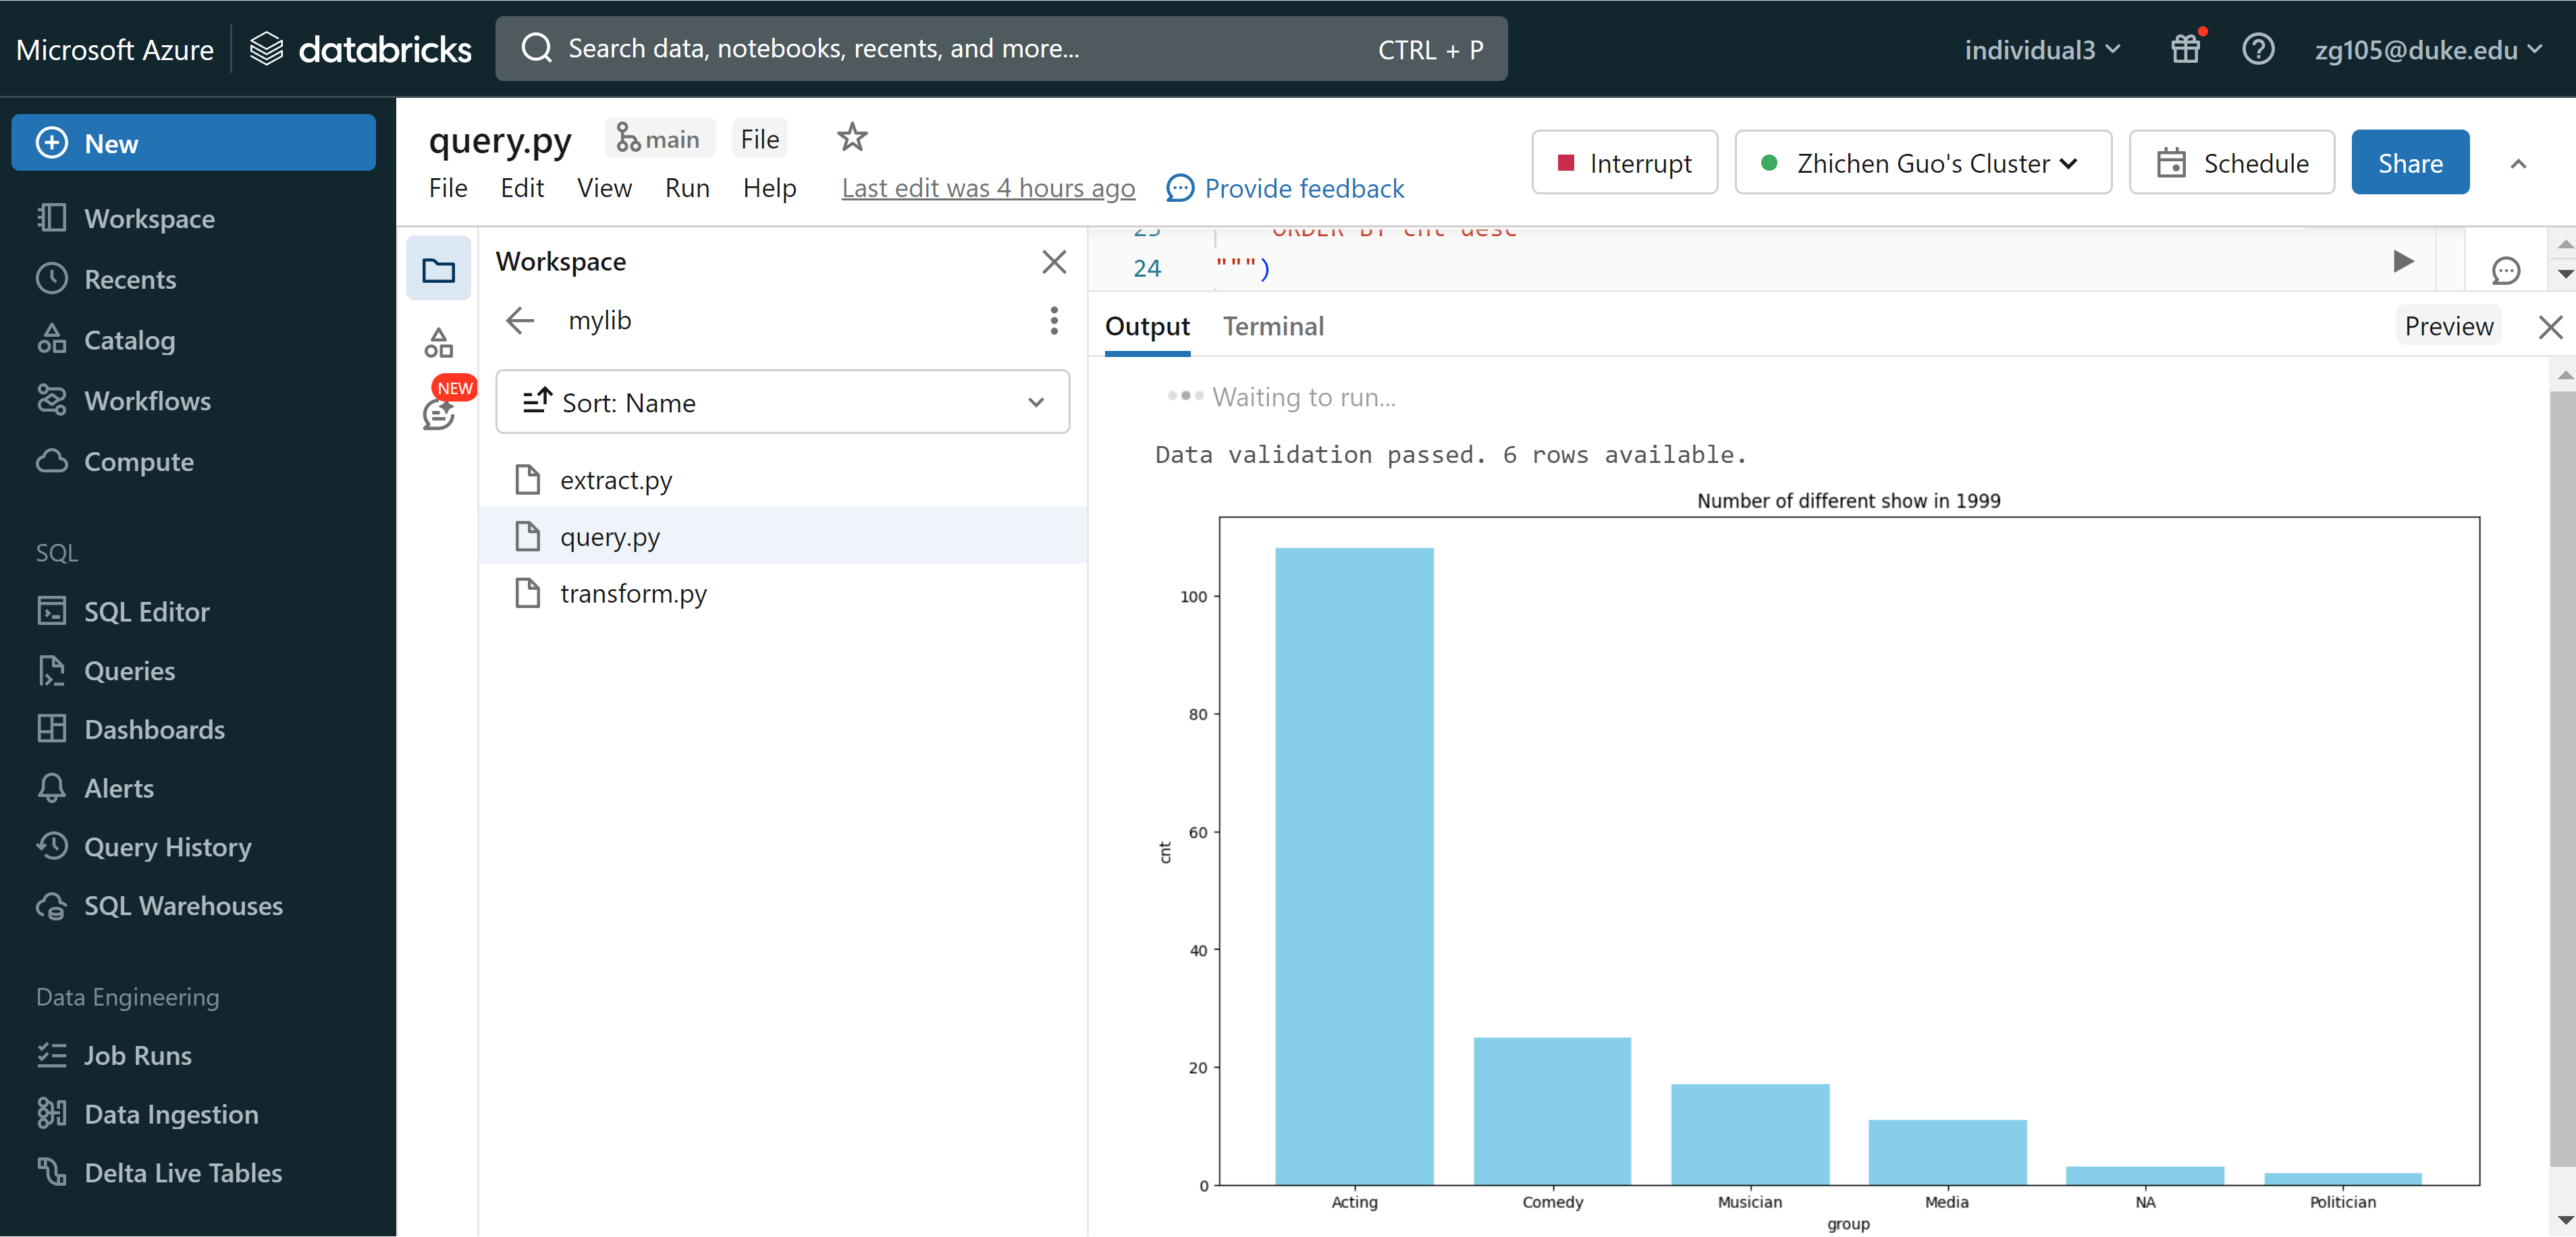 Microsoft Azure databricks Search data, notebooks, recents, and more... CTRL + P individual3 zg105@duke.edu
New
Workspace
Recents
Catalog
Workflows
Compute
SQL
SQL Editor
Queries
Dashboards
Alerts
Query History
SQL Warehouses
Data Engineering
Job Runs
Data Ingestion
Delta Live Tables
query.py main File
File Edit View Run Help Last edit was 4 hours ago Provide feedback
Interrupt Zhichen Guo's Cluster Schedule Share
NEW
Workspace
mylib
Sort: Name
extract.py
query.py
transform.py
23 ORDER BY cnt desc
24 """)
Output Terminal Preview
Waiting to run...
Data validation passed. 6 rows available.
Number of different show in 1999
100
80
60
40
20
0
cnt
Acting Comedy Musician Media NA Politician
group